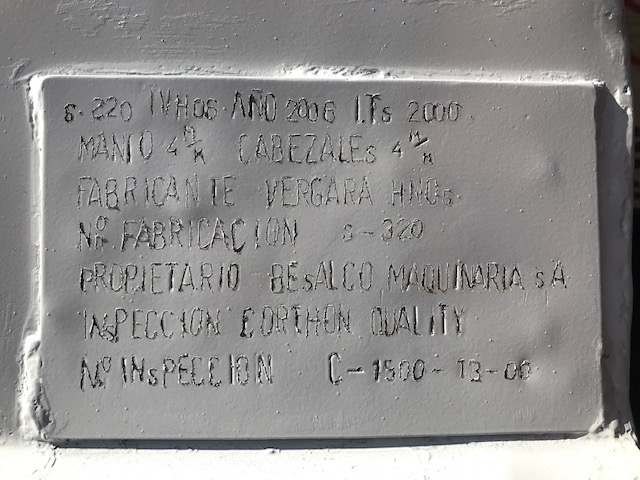 s-220 IVH06-AÑO 2006 I.Ts 2000
MANTO 4 M/M CABEZALEs 4 M/M
FABRICANTE VERGARA HNOs.
Nº. FABRICACION s-320
PROPIETARIO BEsALCO MAQUINARIA s A
INsPECCION CORTHON QUALITY
Nº INsPECCION C-1500-13-00